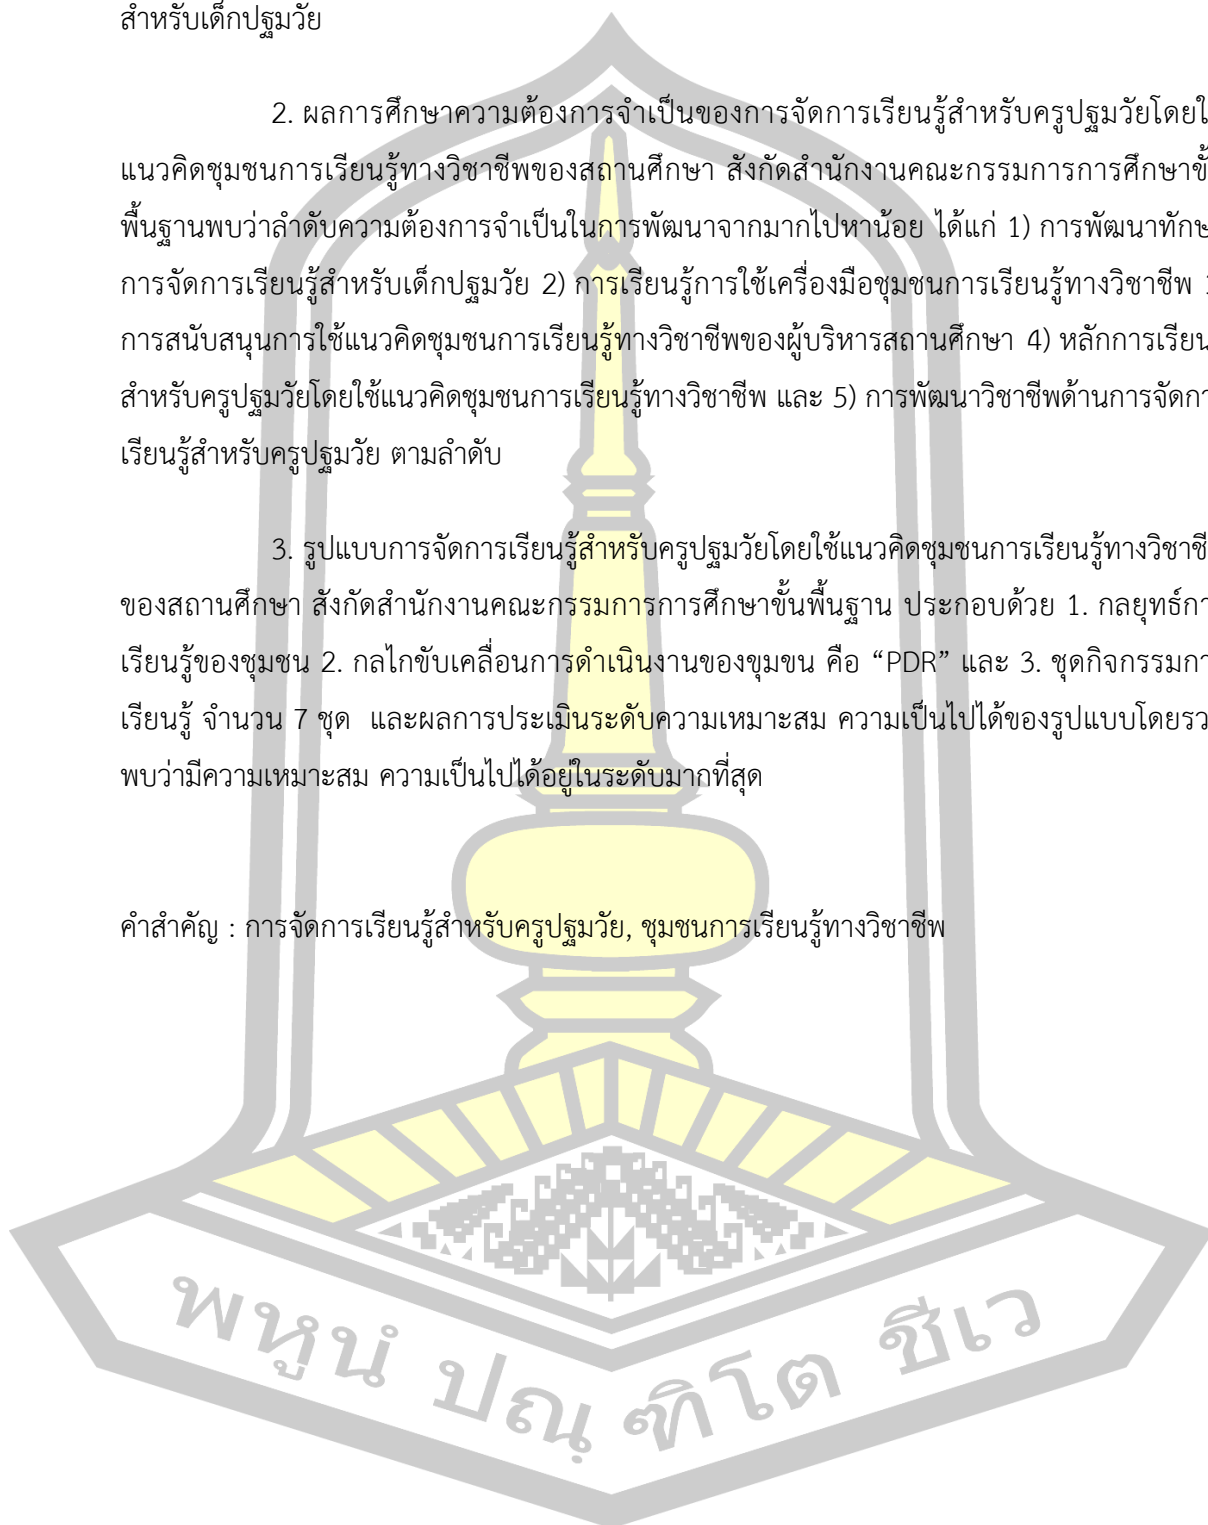 สำหรับเด็กปฐมวัย
2. ผลการศึกษาความต้องการจำเป็นของการจัดการเรียนรู้สำหรับครูปฐมวัยโดยใ
แนวคิดชุมชนการเรียนรู้ทางวิชาชีพของสถานศึกษา สังกัดสำนักงานคณะกรรมการการศึกษาขั้
พื้นฐานพบว่าลำดับความต้องการจำเป็นในการพัฒนาจากมากไปหาน้อย ได้แก่ 1) การพัฒนาทักษ
การจัดการเรียนรู้สำหรับเด็กปฐมวัย 2) การเรียนรู้การใช้เครื่องมือชุมชนการเรียนรู้ทางวิชาชีพ
การสนับสนุนการใช้แนวคิดชุมชนการเรียนรู้ทางวิชาชีพของผู้บริหารสถานศึกษา 4) หลักการเรียน
สำหรับครูปฐมวัยโดยใช้แนวคิดชุมชนการเรียนรู้ทางวิชาชีพ และ 5) การพัฒนาวิชาชีพด้านการจัดกา
เรียนรู้สำหรับครูปฐมวัย ตามลำดับ
3. รูปแบบการจัดการเรียนรู้สำหรับครูปฐมวัยโดยใช้แนวคิดชุมชนการเรียนรู้ทางวิชาชี
ของสถานศึกษา สังกัดสำนักงานคณะกรรมการการศึกษาขั้นพื้นฐาน ประกอบด้วย 1. กลยุทธ์กา
เรียนรู้ของชุมชน 2. กลไกขับเคลื่อนการดำเนินงานของขุมขน คือ “PDR” และ 3. ชุดกิจกรรมกา
เรียนรู้ จำนวน 7 ชุด และผลการประเมินระดับความเหมาะสม ความเป็นไปได้ของรูปแบบโดยรว
พบว่ามีความเหมาะสม ความเป็นไปได้อยู่ในระดับมากที่สุด
คำสำคัญ : การจัดการเรียนรู้สำหรับครูปฐมวัย, ชุมชนการเรียนรู้ทางวิชาชีพ
พหูนํ ปณฺฑิโต ชีเว